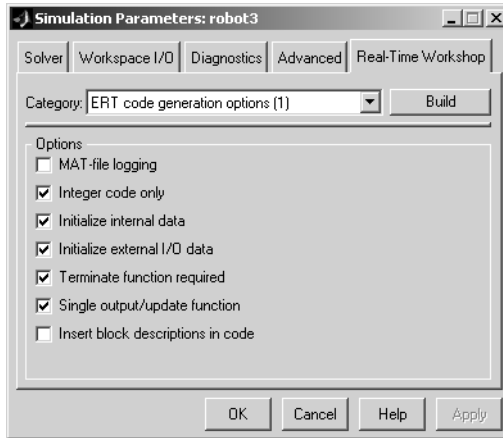 Simulation Parameters: robot3
Solver Workspace I/O Diagnostics Advanced Real-Time Workshop
Category: ERT code generation options (1) Build
Options
MAT-file logging
Integer code only
Initialize internal data
Initialize external I/O data
Terminate function required
Single output/update function
Insert block descriptions in code
OK Cancel Help Apply